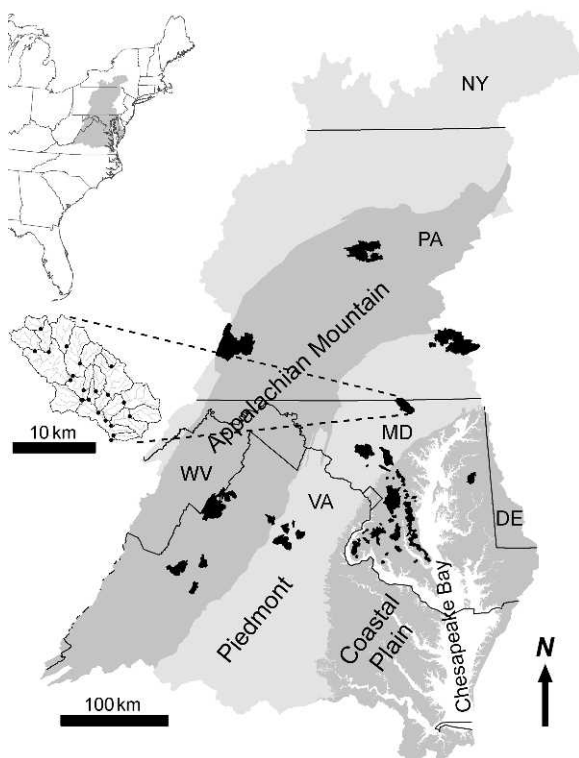 NY
PA
Appalachian Mountain
10 km
MD
WV
VA
DE
Piedmont
Coastal
Plain
Chesapeake Bay
N
100 km